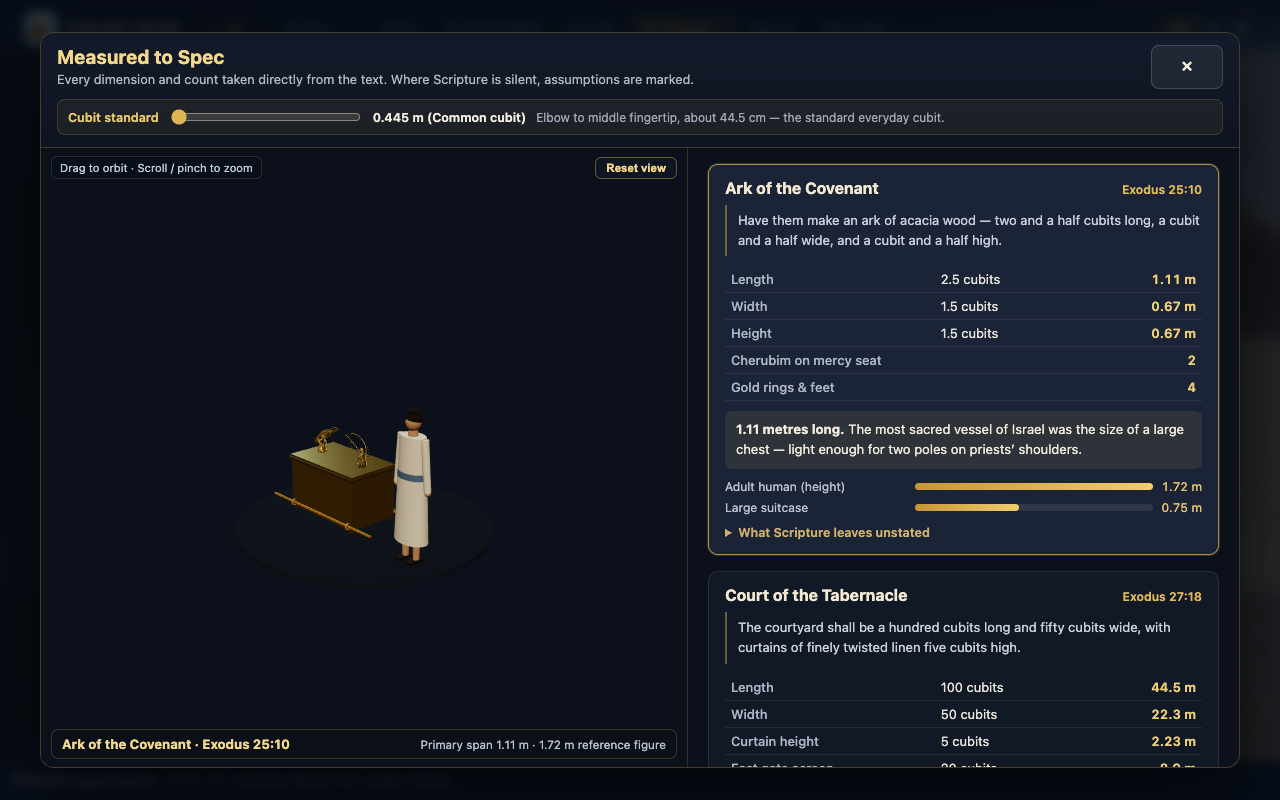 Measured to Spec
Every dimension and count taken directly from the text. Where Scripture is silent, assumptions are marked.
×
Cubit standard 0.445 m (Common cubit) Elbow to middle fingertip, about 44.5 cm — the standard everyday cubit.
Drag to orbit · Scroll / pinch to zoom
Reset view
Ark of the Covenant · Exodus 25:10
Primary span 1.11 m · 1.72 m reference figure
Ark of the Covenant Exodus 25:10
Have them make an ark of acacia wood — two and a half cubits long, a cubit
and a half wide, and a cubit and a half high.
Length 2.5 cubits 1.11 m
Width 1.5 cubits 0.67 m
Height 1.5 cubits 0.67 m
Cherubim on mercy seat 2
Gold rings & feet 4
1.11 metres long. The most sacred vessel of Israel was the size of a large
chest — light enough for two poles on priests’ shoulders.
Adult human (height) 1.72 m
Large suitcase 0.75 m
▶ What Scripture leaves unstated
Court of the Tabernacle Exodus 27:18
The courtyard shall be a hundred cubits long and fifty cubits wide, with
curtains of finely twisted linen five cubits high.
Length 100 cubits 44.5 m
Width 50 cubits 22.3 m
Curtain height 5 cubits 2.23 m